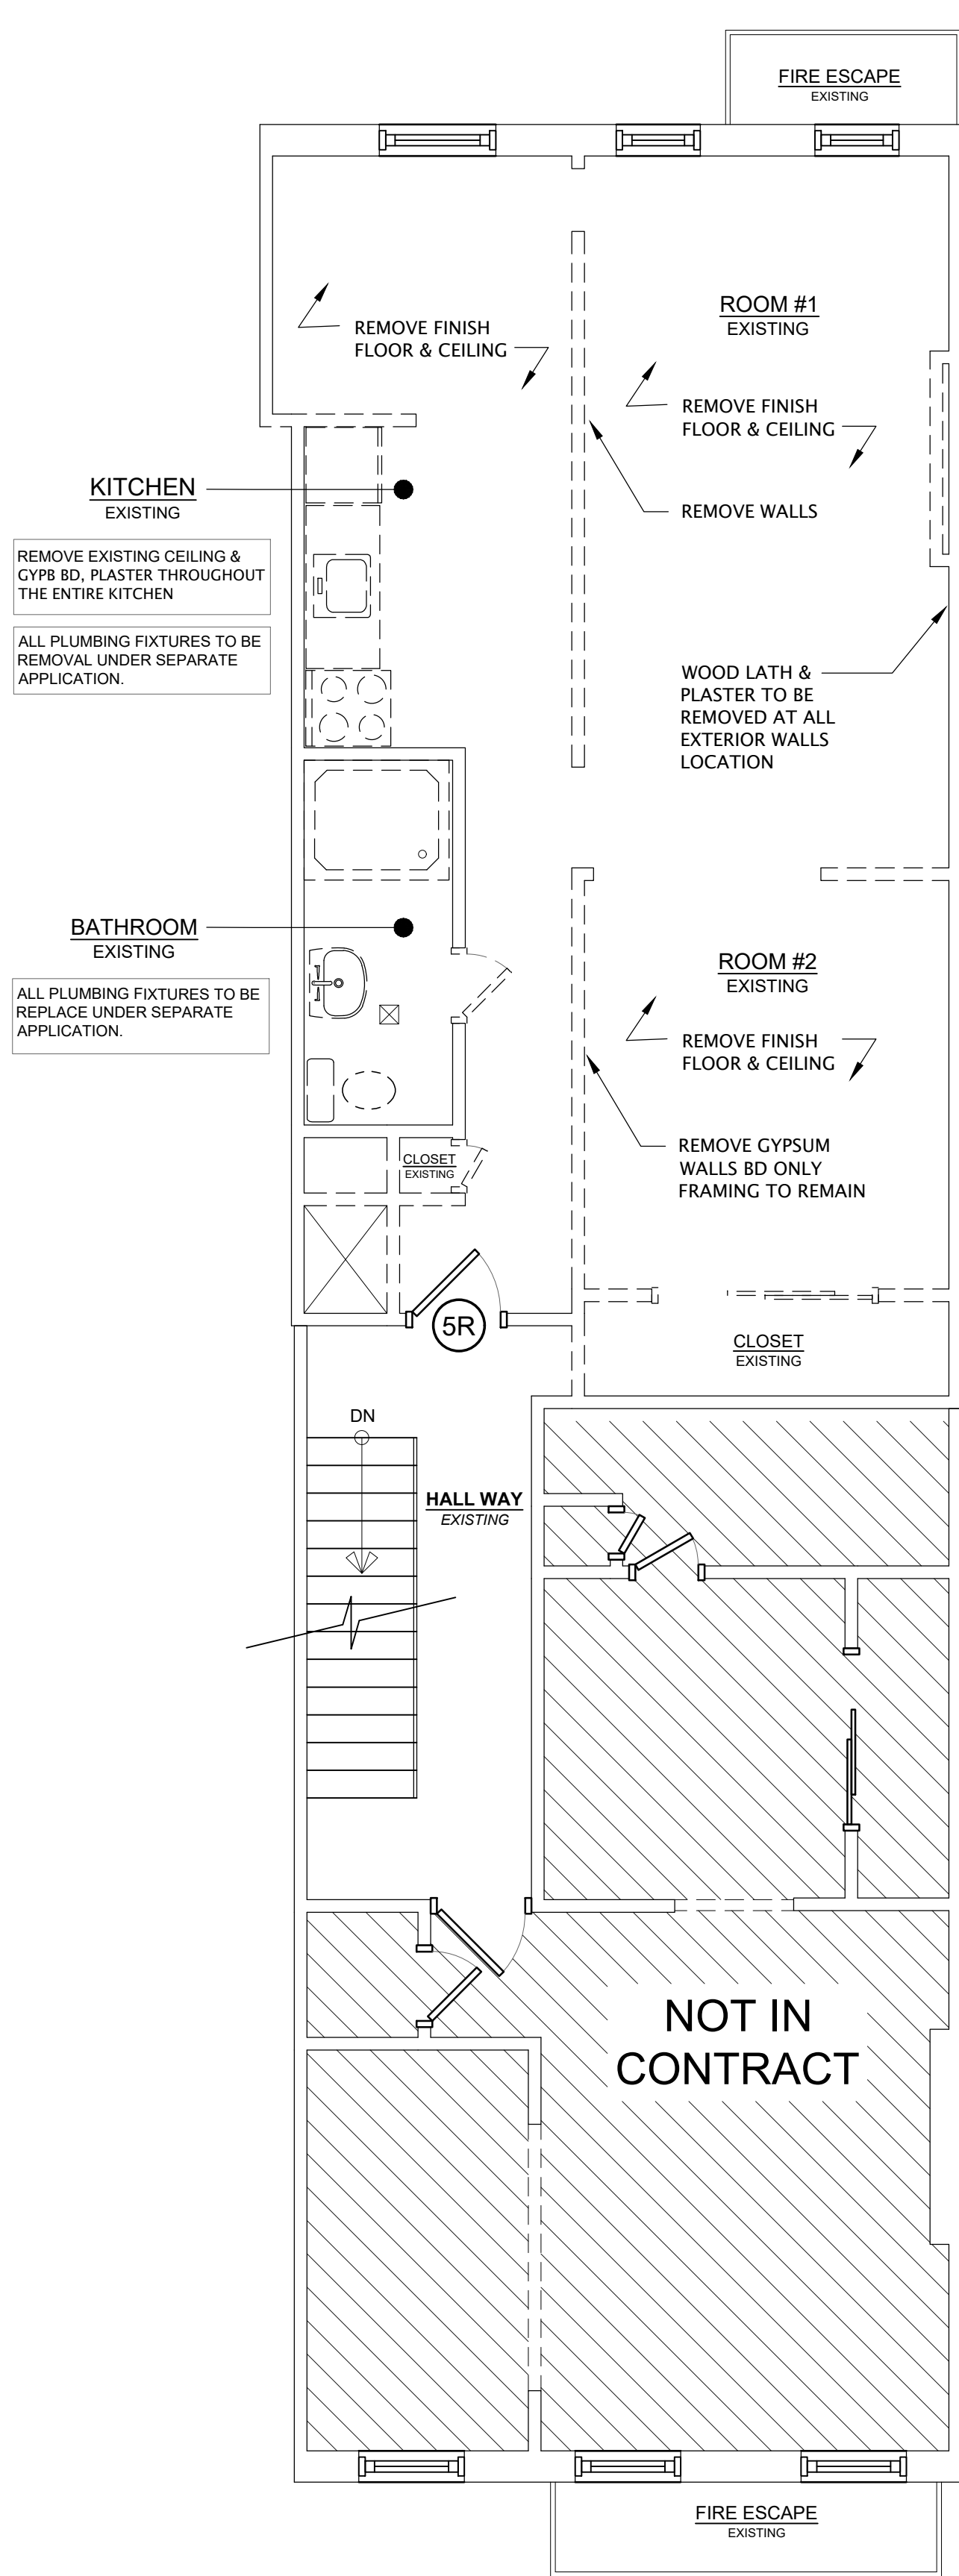 FIRE ESCAPE
EXISTING
ROOM #1
EXISTING
REMOVE FINISH
FLOOR & CEILING
REMOVE FINISH
FLOOR & CEILING
KITCHEN
EXISTING
REMOVE WALLS
REMOVE EXISTING CEILING &
GYPB BD, PLASTER THROUGHOUT
THE ENTIRE KITCHEN
ALL PLUMBING FIXTURES TO BE
REMOVAL UNDER SEPARATE
APPLICATION.
WOOD LATH &
PLASTER TO BE
REMOVED AT ALL
EXTERIOR WALLS
LOCATION
BATHROOM
EXISTING
ALL PLUMBING FIXTURES TO BE
REPLACE UNDER SEPARATE
APPLICATION.
ROOM #2
EXISTING
REMOVE FINISH
FLOOR & CEILING
REMOVE GYPSUM
WALLS BD ONLY
FRAMING TO REMAIN
CLOSET
EXISTING
5R
CLOSET
EXISTING
DN
HALL WAY
EXISTING
NOT IN
CONTRACT
FIRE ESCAPE
EXISTING